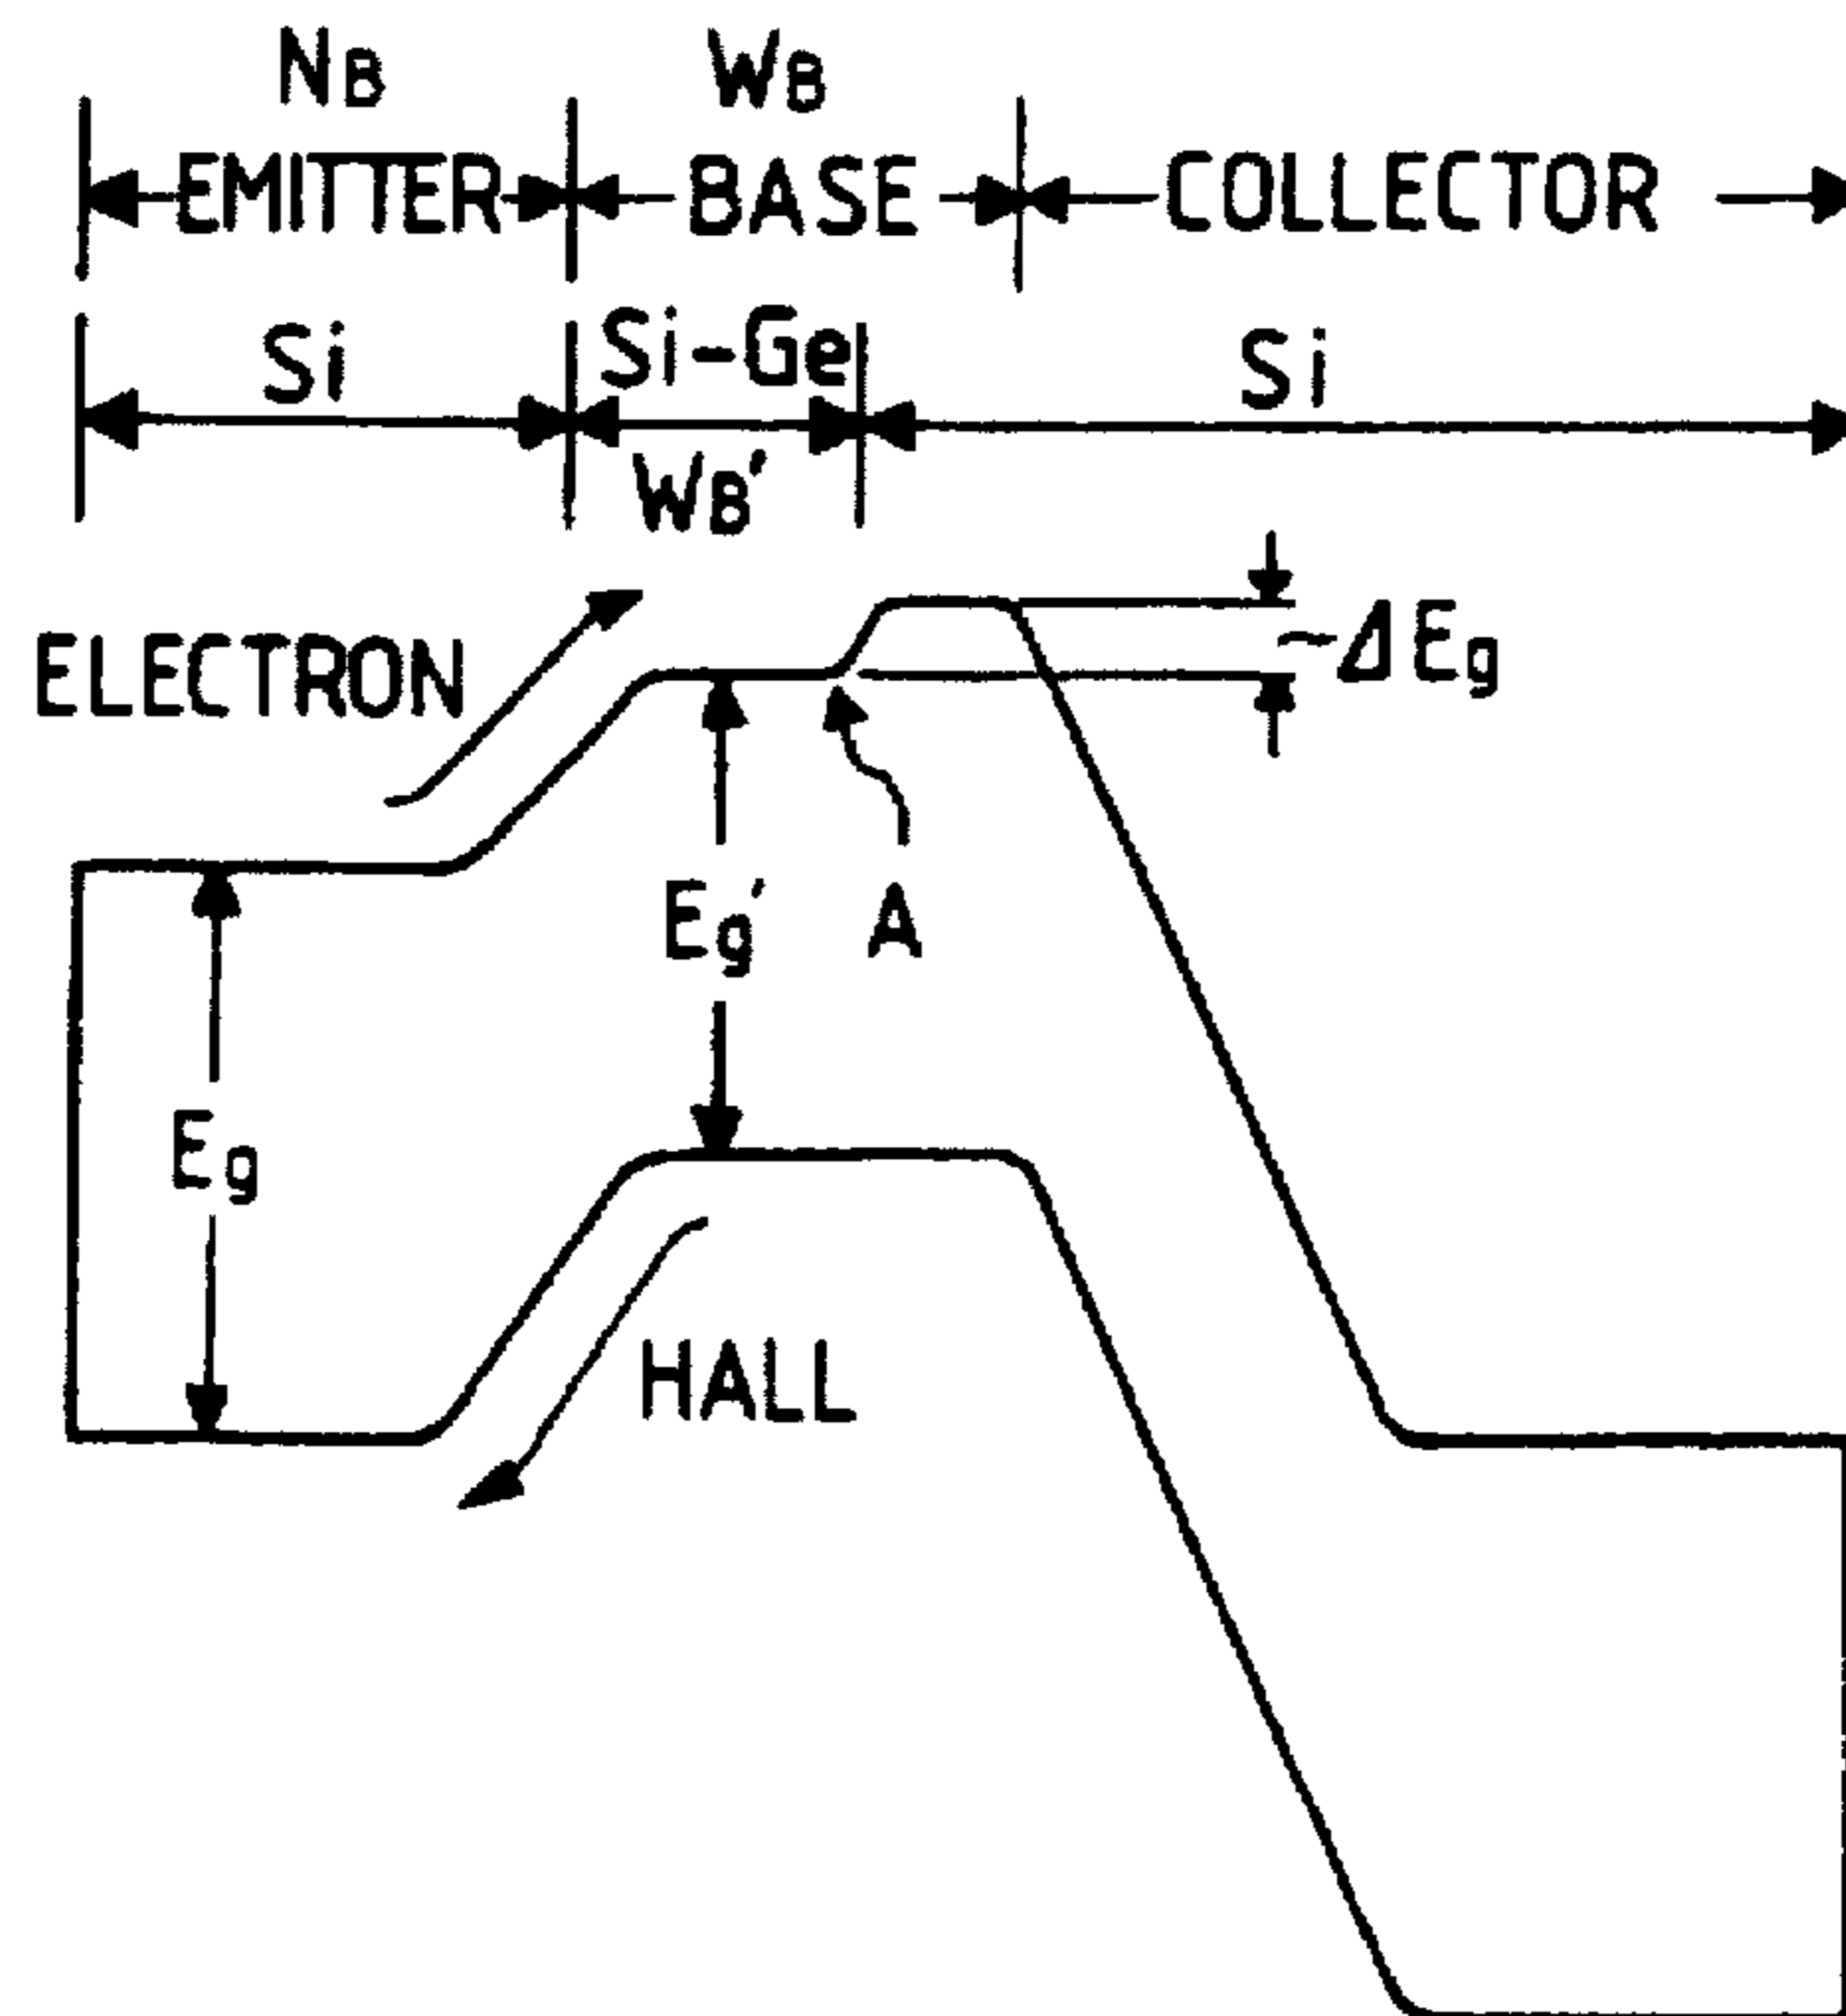 NB WB
EMITTER BASE COLLECTOR
Si Si-Ge Si
WB'
ELECTRON ~ΔEg
Eg' A
Eg
HALL